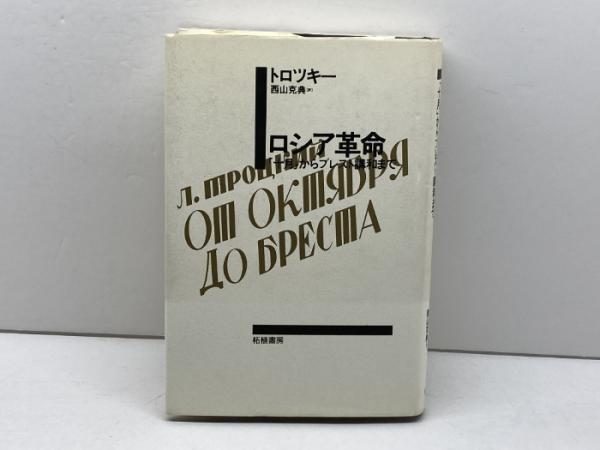 トロツキー
西山克典 訳
ロシア革命
「十月」からブレスト講和まで
Л. ТРОЦКИЙ
ОТ ОКТЯБРЯ
ДО БРЕСТА
柘植書房